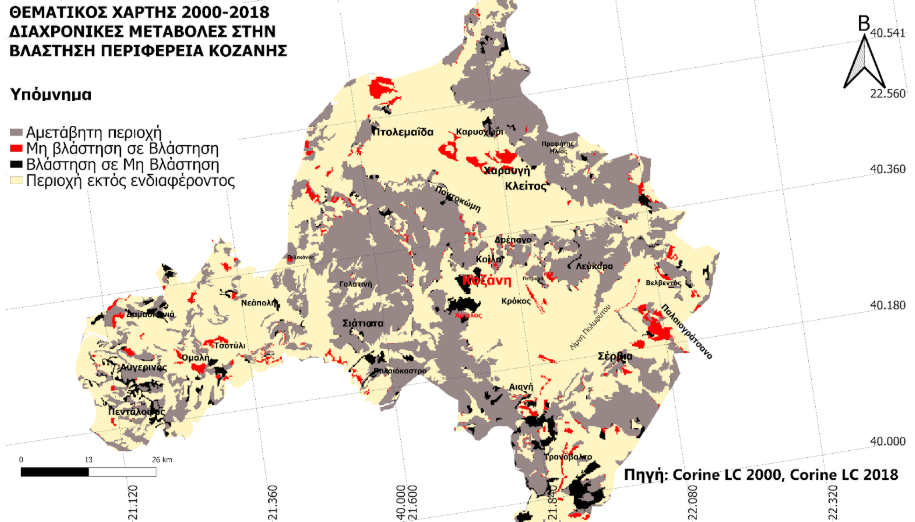 ΘΕΜΑΤΙΚΟΣ ΧΑΡΤΗΣ 2000-2018
ΔΙΑΧΡΟΝΙΚΕΣ ΜΕΤΑΒΟΛΕΣ ΣΤΗΝ
ΒΛΑΣΤΗΣΗ ΠΕΡΙΦΕΡΕΙΑ ΚΟΖΑΝΗΣ
Β
40.541
22.560
Υπόμνημα
Αμετάβητη περιοχή
Μη βλάστηση σε Βλάστηση
Βλάστηση σε Μη Βλάστηση
Περιοχή εκτός ενδιαφέροντος
Πτολεμαΐδα
Καρυοχώρι
Προφήτης
Ηλίας
Χαραυγή
Κλείτος
40.360
Ποντοκώμη
Δρέπανο
Κοίλα
Λεύκαρα
Κοζάνη
Βελβεντός
Γαλατινή
Νεάπολη
Κρόκος
40.180
Δαμασκηνιά
Σιάτιστα
Λίμνη Πολυφύτου
Παλαιογράτσανο
Τσοτύλι
Ομαλή
Σέρβια
Αυγερινός
Παλαιόκαστρο
Αιανή
Πενταλοφος
40.000
Τρανόβαλτο
0
13
26 km
Πηγή: Corine LC 2000, Corine LC 2018
21.120
21.360
40.000
21.600
21.840
22.080
22.320